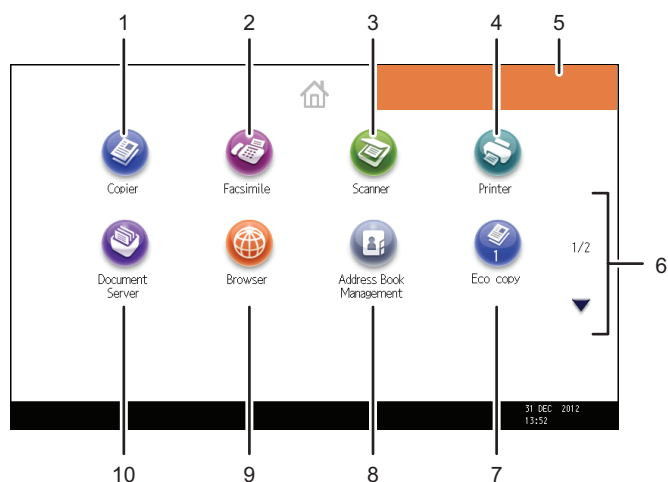 1 2 3 4 5
Copier Facsimile Scanner Printer
1/2
6
1
Document Server Browser Address Book Management Eco copy
31 DEC 2012
13:52
10 9 8 7